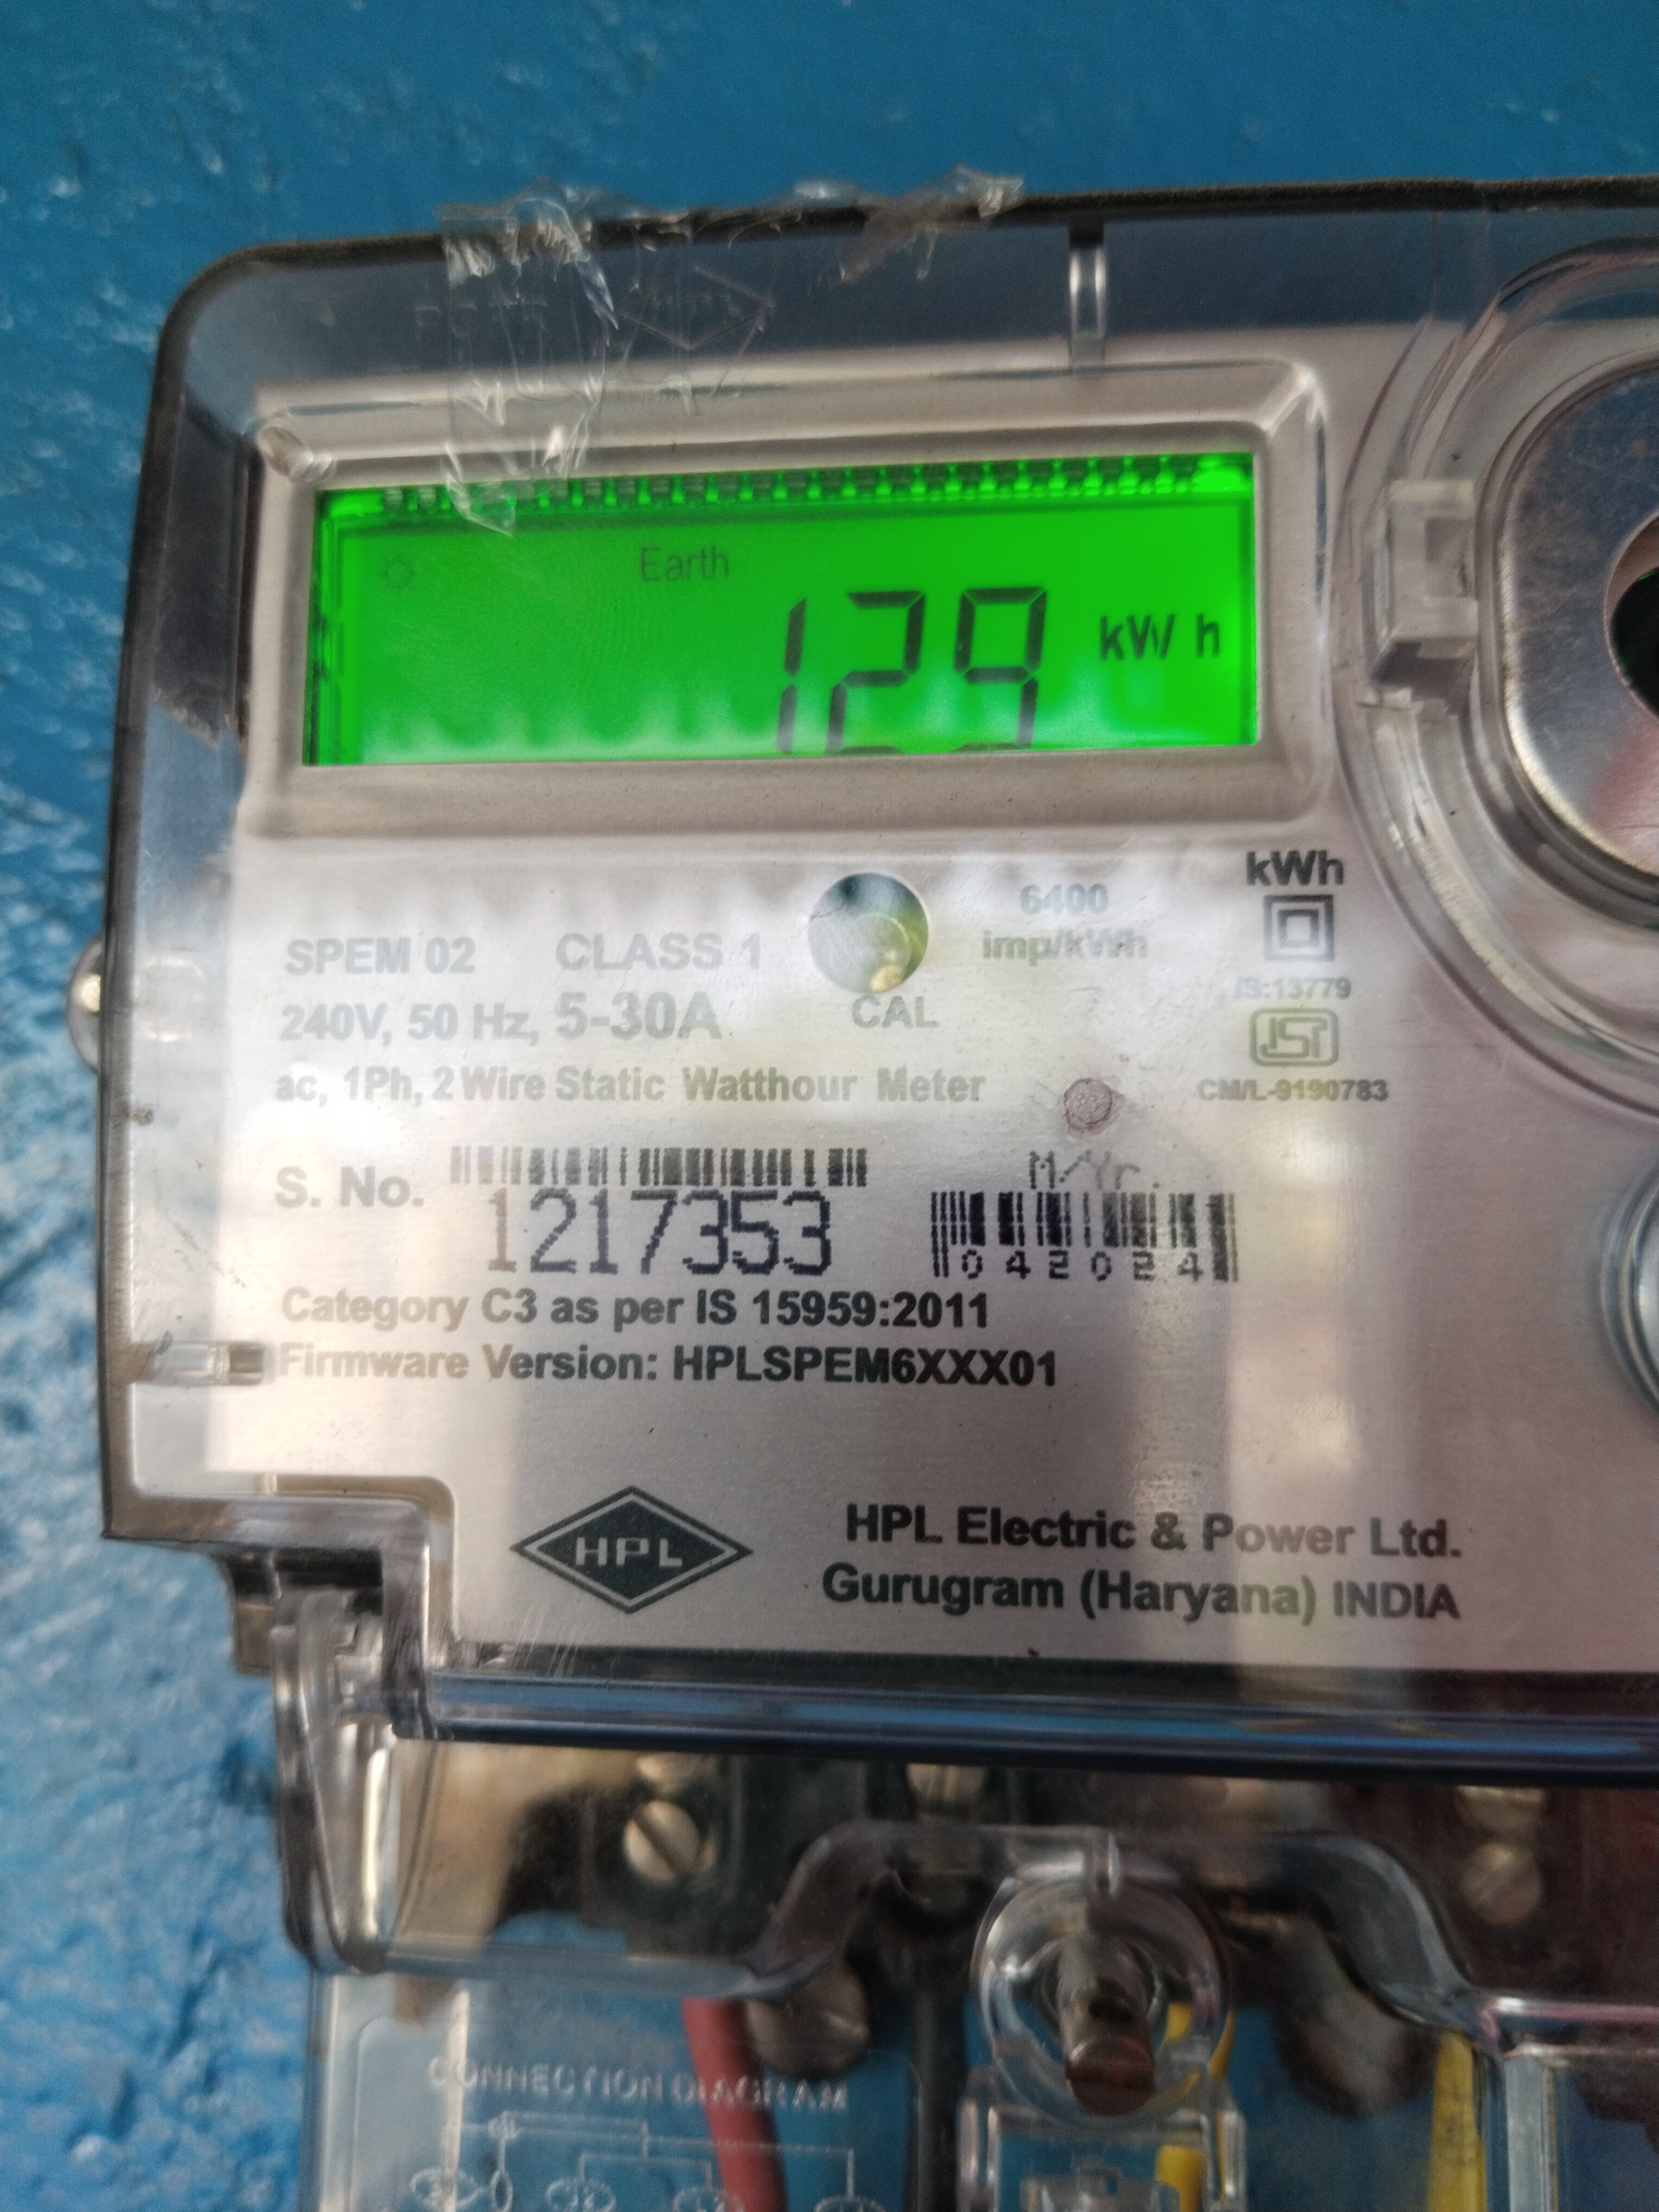 Earth
129 kW h
kWh
6400
SPEM 02 CLASS 1 imp/kWh
IS:13779
240V, 50 Hz, 5-30A CAL
ac, 1Ph, 2 Wire Static Watthour Meter
CM/L-9190783
M/Yr.
S. No.
1217353
042024
Category C3 as per IS 15959:2011
Firmware Version: HPLSPEM6XXX01
HPL
HPL Electric & Power Ltd.
Gurugram (Haryana) INDIA
CONNECTION DIAGRAM